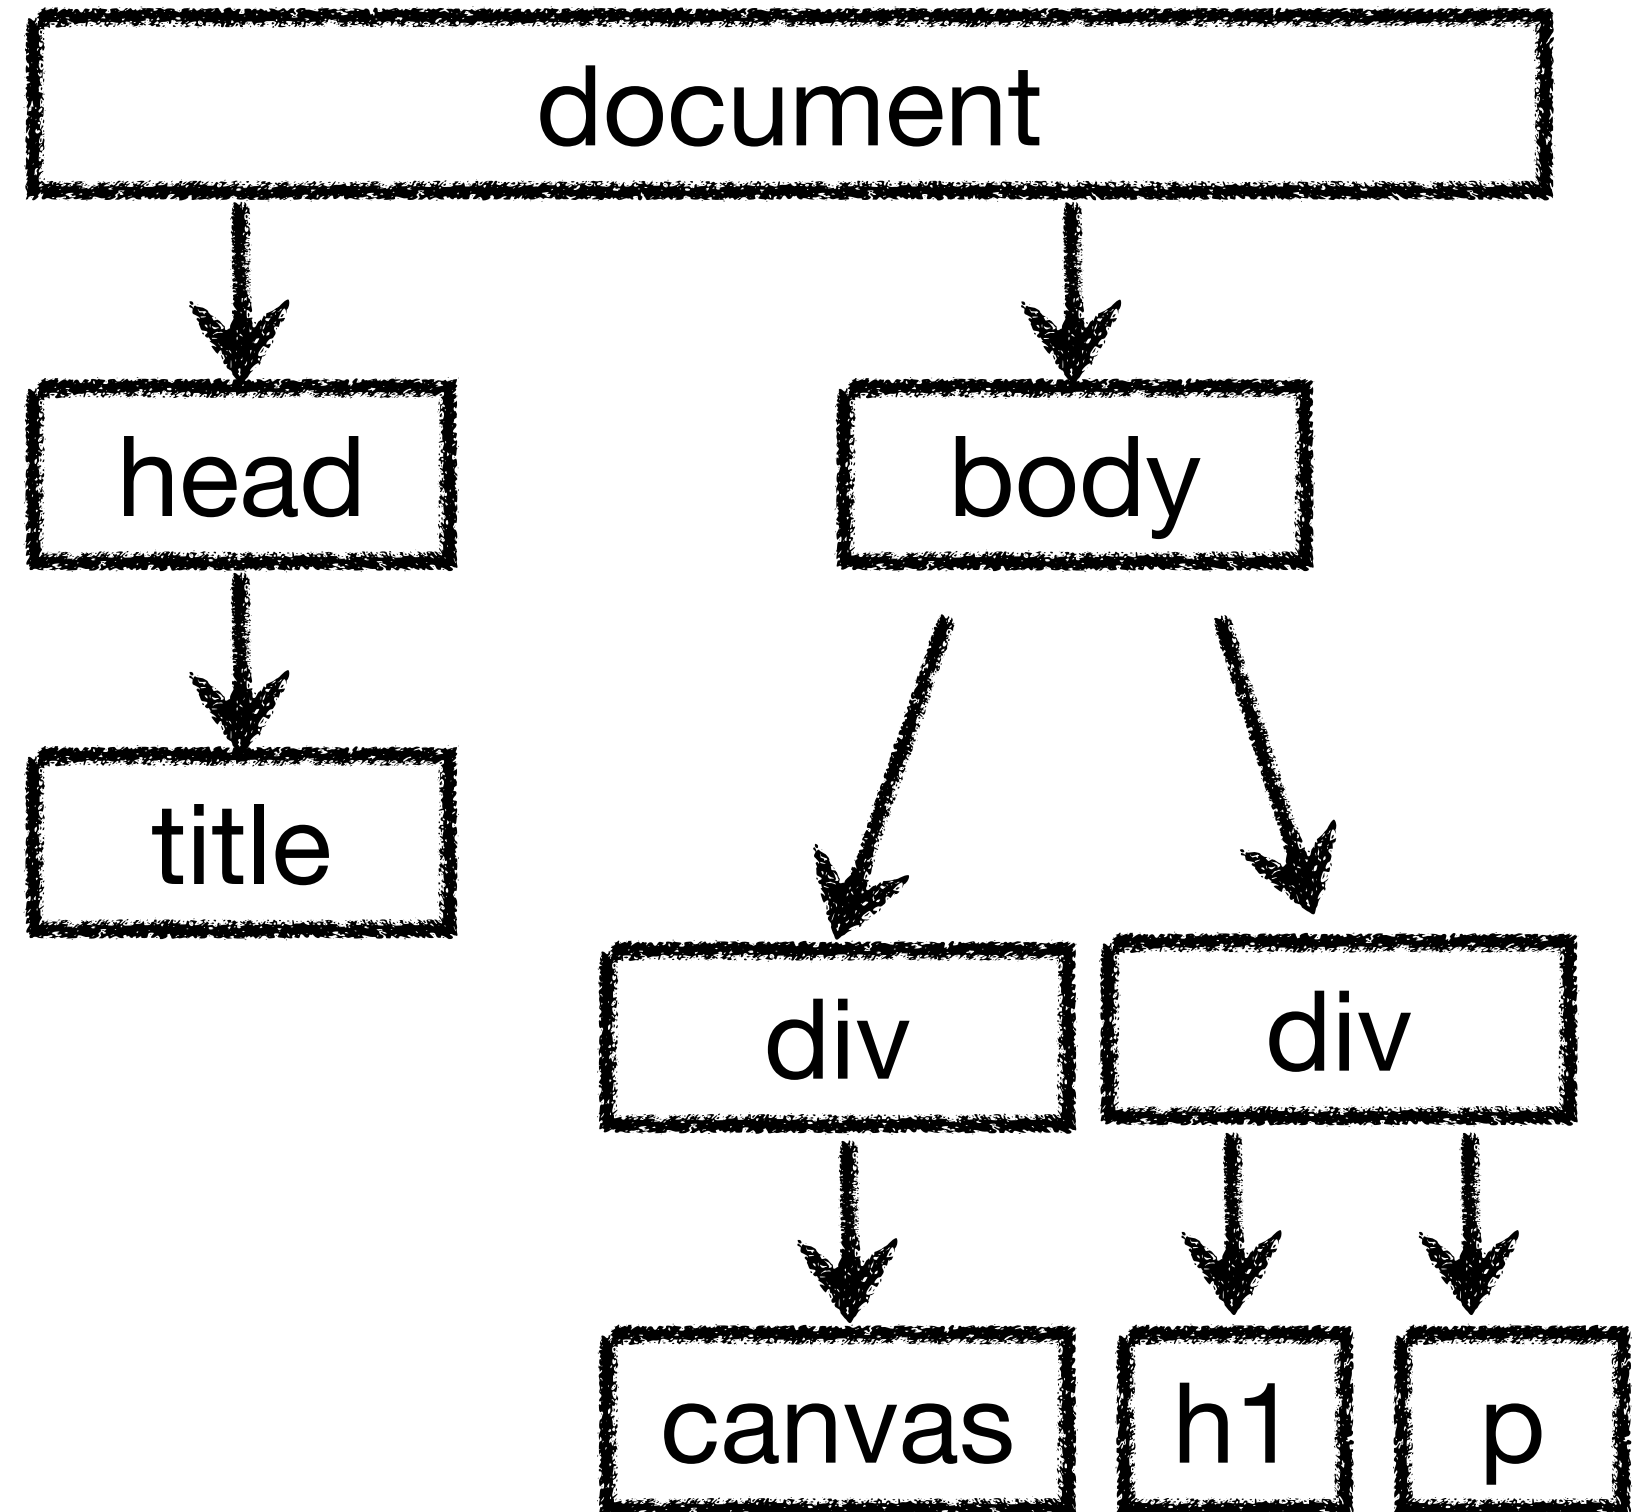 document
head
body
title
div
div
canvas
h1
p